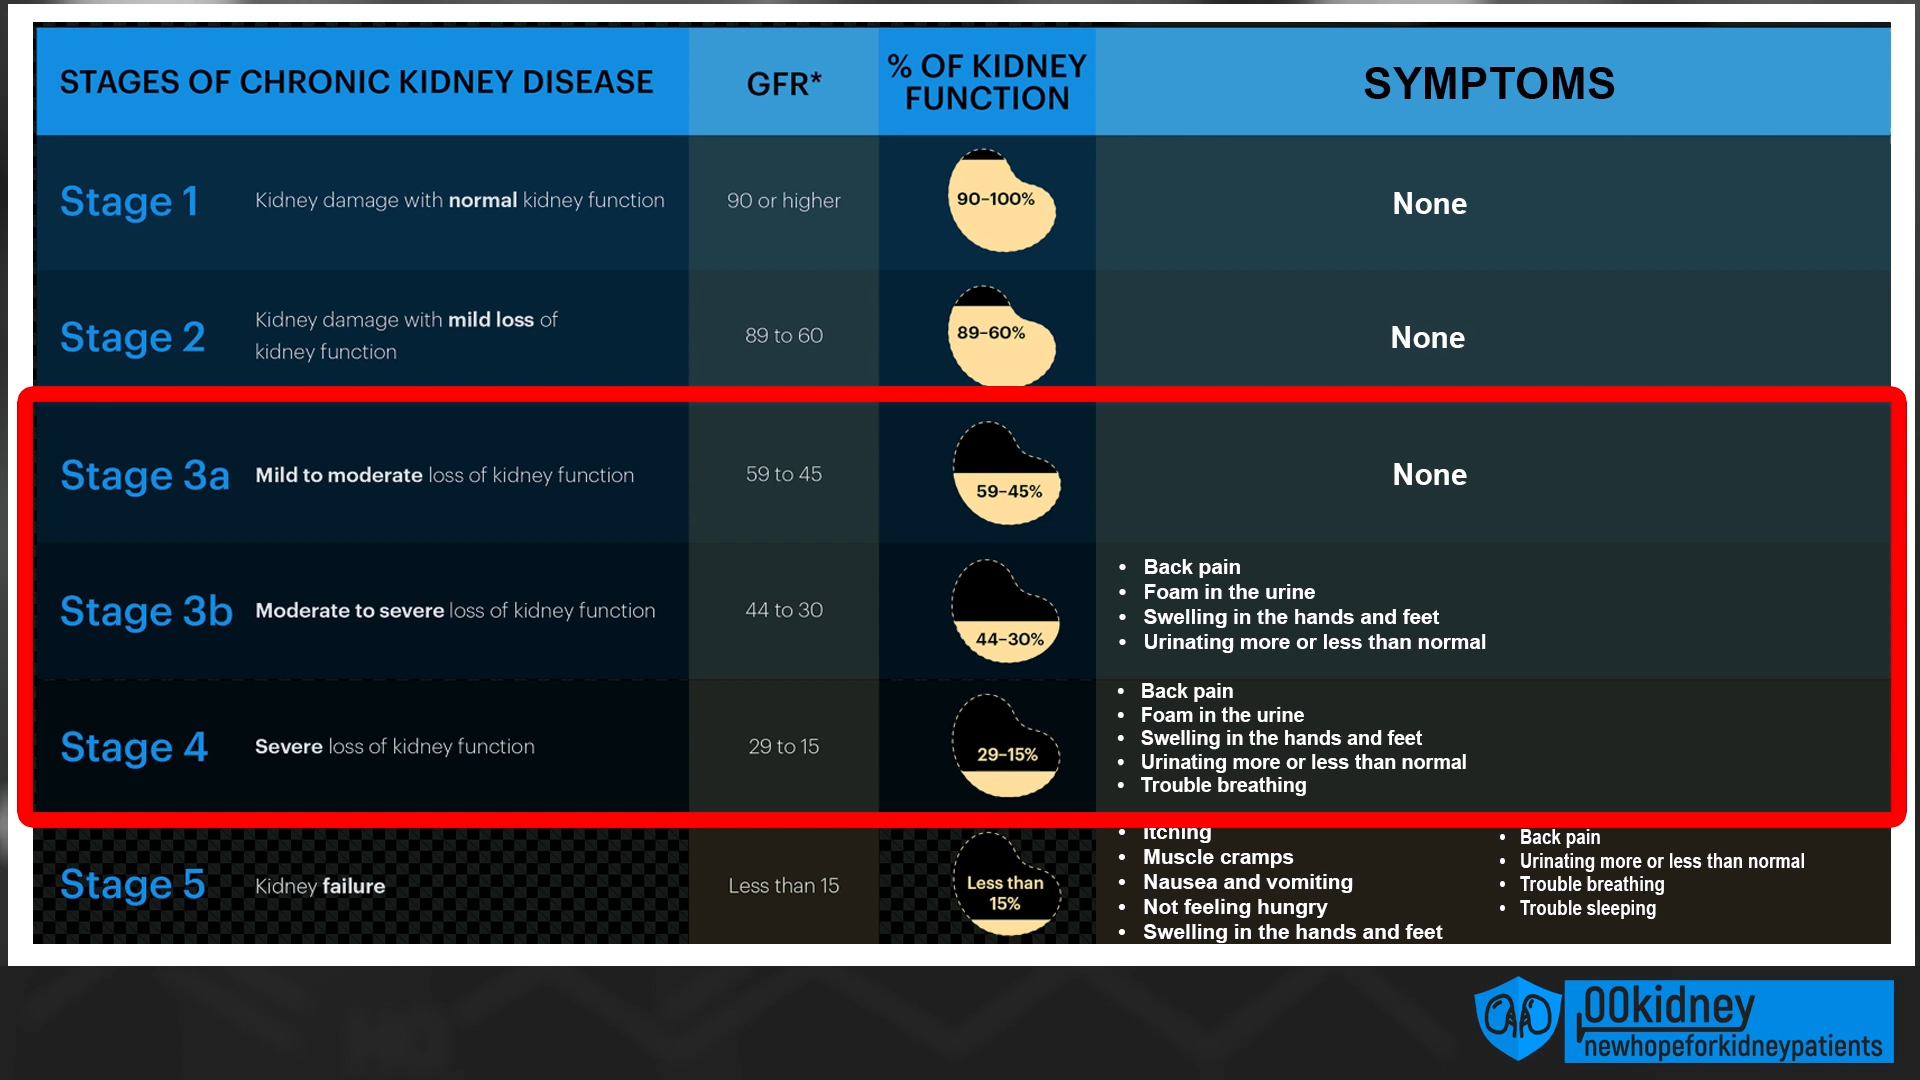 STAGES OF CHRONIC KIDNEY DISEASE
GFR*
% OF KIDNEY
FUNCTION
SYMPTOMS
Stage 1
Kidney damage with normal kidney function
90 or higher
90–100%
None
Stage 2
Kidney damage with mild loss of
kidney function
89 to 60
89–60%
None
Stage 3a
Mild to moderate loss of kidney function
59 to 45
59–45%
None
Stage 3b
Moderate to severe loss of kidney function
44 to 30
44–30%
• Back pain
• Foam in the urine
• Swelling in the hands and feet
• Urinating more or less than normal
Stage 4
Severe loss of kidney function
29 to 15
29–15%
• Back pain
• Foam in the urine
• Swelling in the hands and feet
• Urinating more or less than normal
• Trouble breathing
Stage 5
Kidney failure
Less than 15
Less than
15%
• Itching
• Muscle cramps
• Nausea and vomiting
• Not feeling hungry
• Swelling in the hands and feet
• Back pain
• Urinating more or less than normal
• Trouble breathing
• Trouble sleeping
00kidney
newhopeforkidneypatients